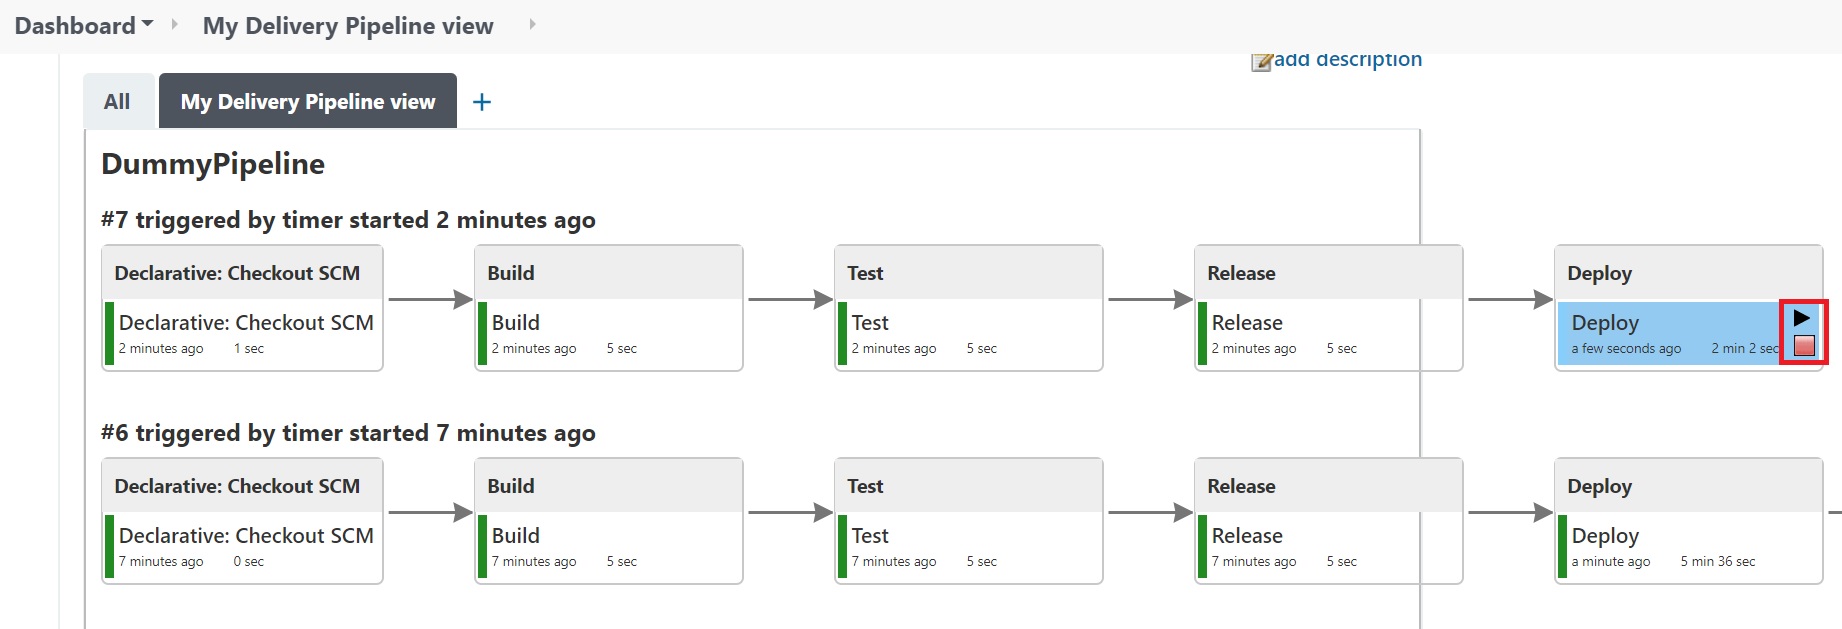 Dashboard My Delivery Pipeline view
add description
All My Delivery Pipeline view +
DummyPipeline
#7 triggered by timer started 2 minutes ago
Declarative: Checkout SCM Build Test Release Deploy
Declarative: Checkout SCM Build Test Release Deploy
2 minutes ago 1 sec 2 minutes ago 5 sec 2 minutes ago 5 sec 2 minutes ago 5 sec a few seconds ago 2 min 2 sec
#6 triggered by timer started 7 minutes ago
Declarative: Checkout SCM Build Test Release Deploy
Declarative: Checkout SCM Build Test Release Deploy
7 minutes ago 0 sec 7 minutes ago 5 sec 7 minutes ago 5 sec 7 minutes ago 5 sec a minute ago 5 min 36 sec